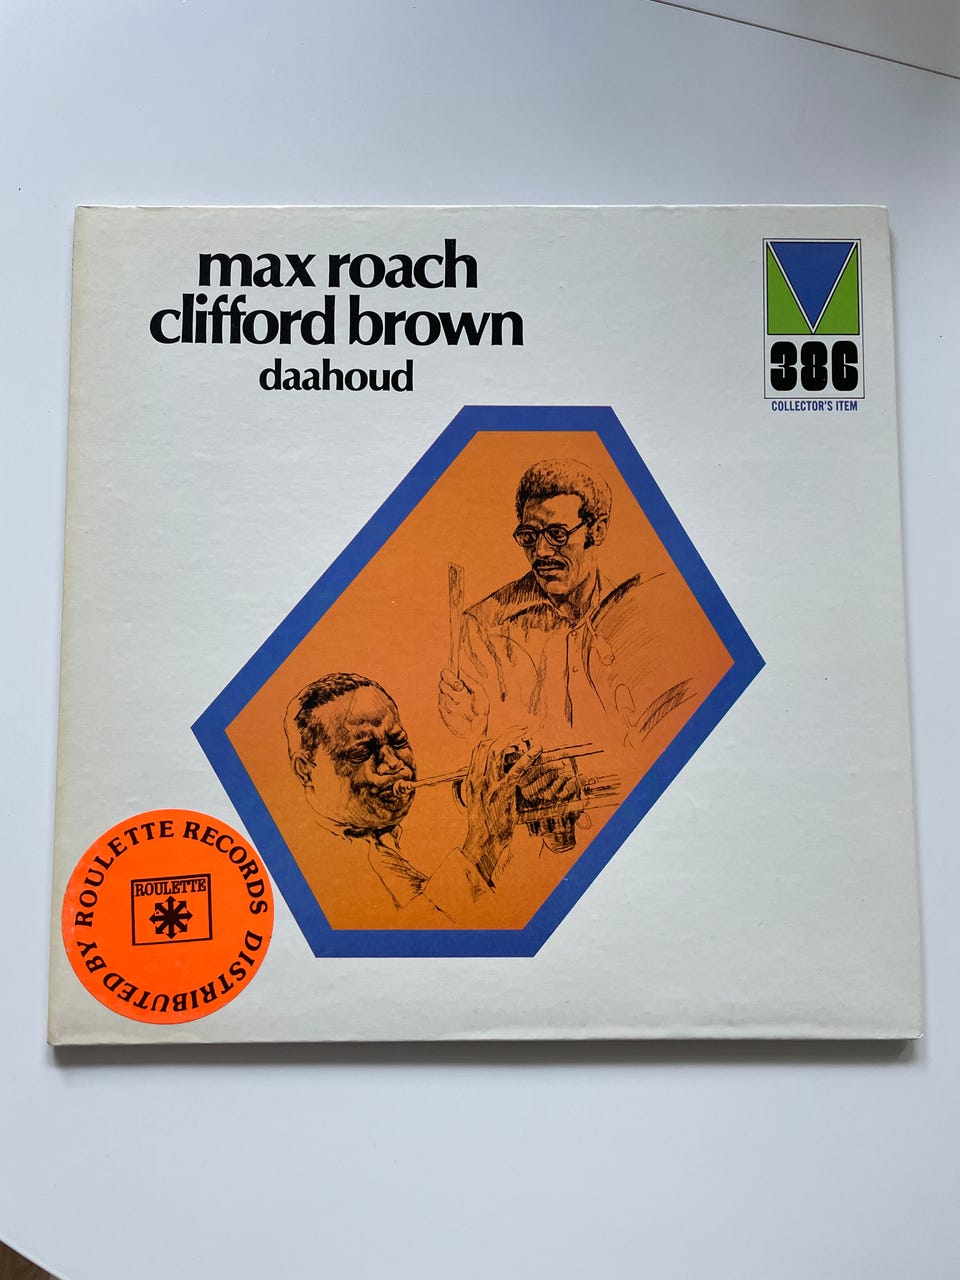 max roach
clifford brown
daahoud
386
COLLECTOR'S ITEM
DISTRIBUTED BY ROULETTE RECORDS
ROULETTE